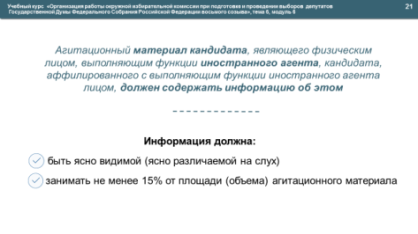 Учебный курс «Организация работы окружной избирательной комиссии при подготовке и проведении выборов депутатов
Государственной Думы Федерального Собрания Российской Федерации восьмого созыва», тема 6, модуль 6
21
Агитационный материал кандидата, являющего физическим
лицом, выполняющим функции иностранного агента, кандидата,
аффилированного с выполняющим функции иностранного агента
лицом, должен содержать информацию об этом
Информация должна:
быть ясно видимой (ясно различаемой на слух)
занимать не менее 15% от площади (объема) агитационного материала